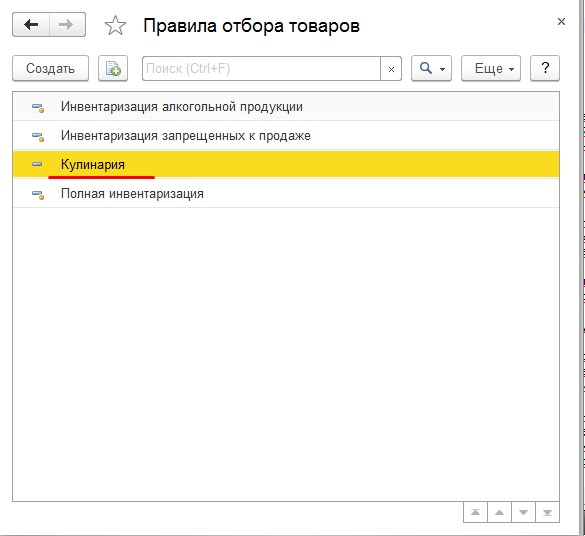 Правила отбора товаров
Создать
Поиск (Ctrl+F)
×
Еще
?
Инвентаризация алкогольной продукции
Инвентаризация запрещенных к продаже
Кулинария
Полная инвентаризация